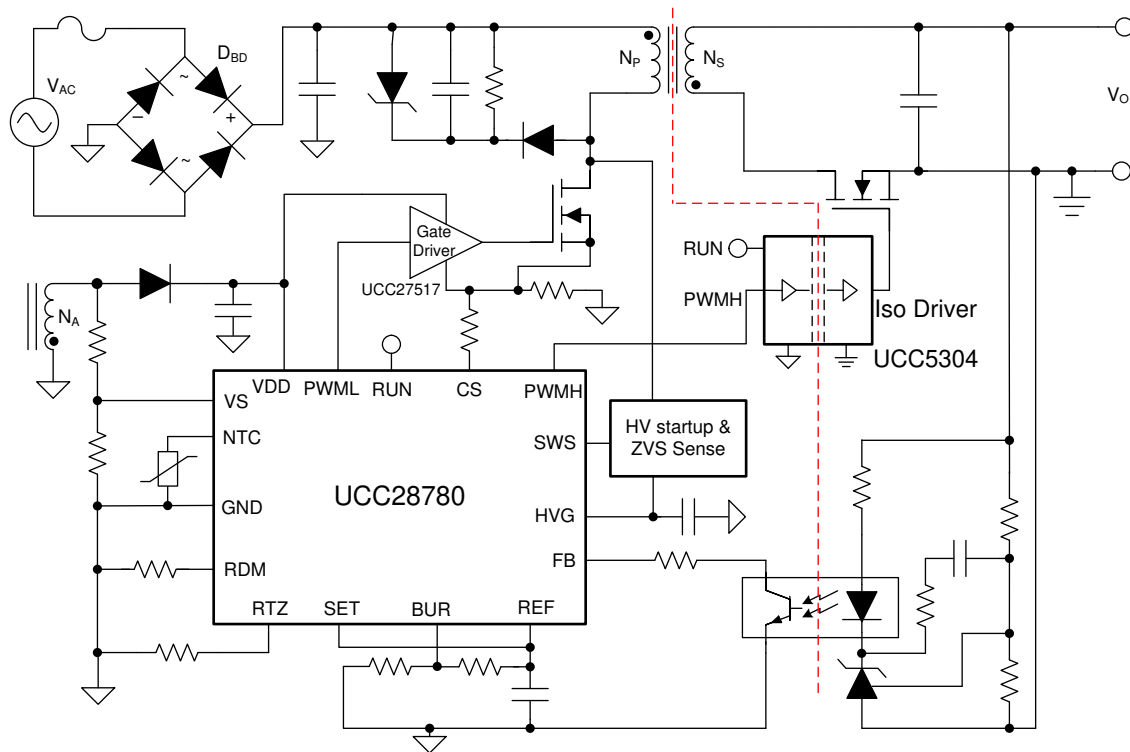 V_AC
D_BD
~
−
+
~
N_P
N_S
V_O
Gate
Driver
UCC27517
RUN
PWMH
Iso Driver
UCC5304
N_A
VDD
PWML
RUN
CS
PWMH
VS
NTC
GND
RDM
RTZ
SET
BUR
REF
SWS
HVG
FB
UCC28780
HV startup &
ZVS Sense